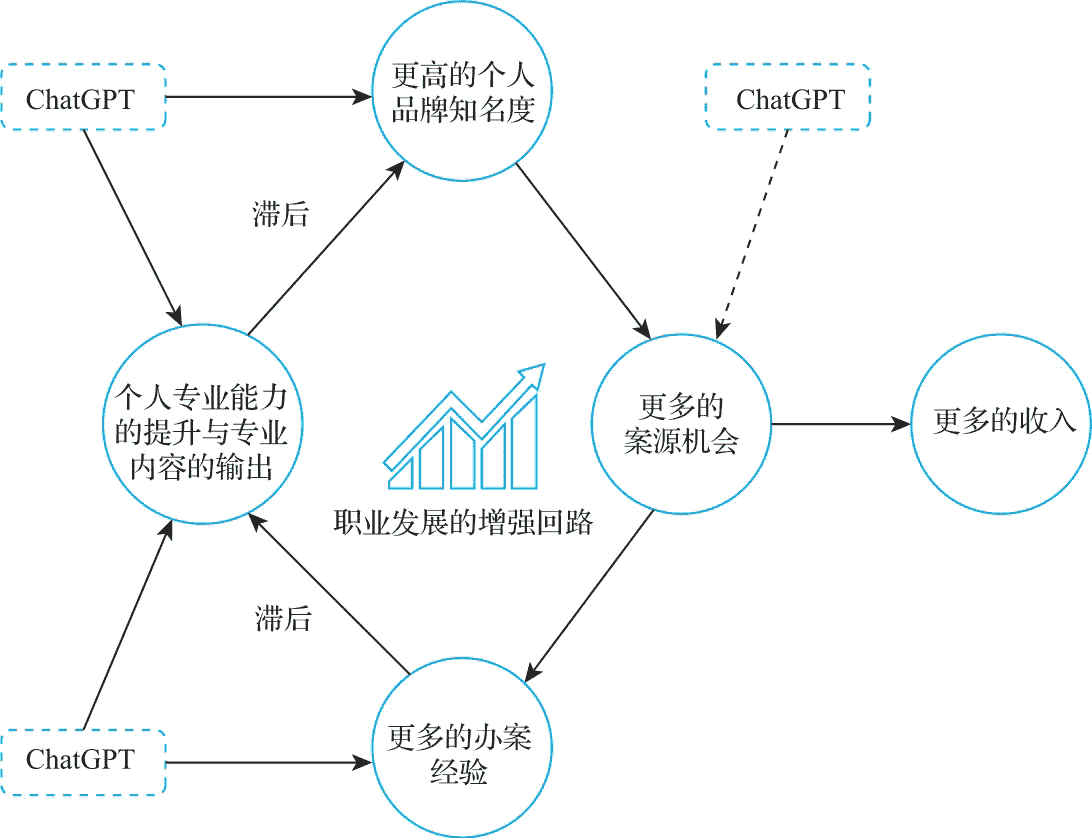 ChatGPT
更高的个人
品牌知名度
ChatGPT
滞后
个人专业能力
的提升与专业
内容的输出
更多的
案源机会
更多的收入
职业发展的增强回路
滞后
ChatGPT
更多的办案
经验